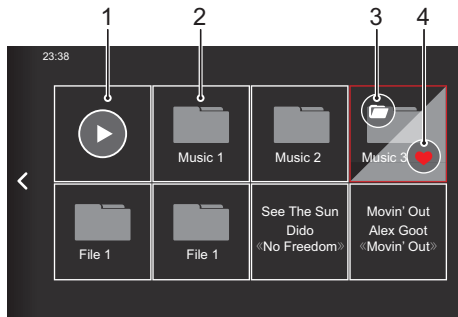 1 2 3 4
23:38
Music 1 Music 2 Music 3
File 1 File 1 See The Sun Movin' Out
Dido Alex Goot
«No Freedom» «Movin' Out»